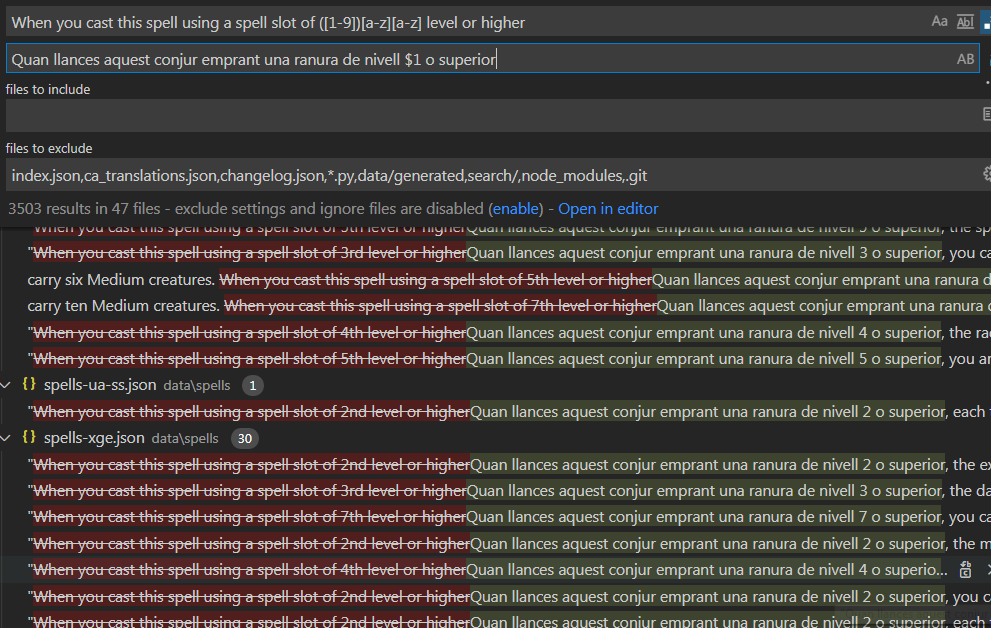 When you cast this spell using a spell slot of ([1-9])[a-z][a-z] level or higher
Aa Abl
Quan llances aquest conjur emprant una ranura de nivell $1 o superior
AB
files to include
files to exclude
index.json,ca_translations.json,changelog.json,*.py,data/generated,search/,node_modules,.git
3503 results in 47 files - exclude settings and ignore files are disabled (enable) - Open in editor
"When you cast this spell using a spell slot of 5th level or higherQuan llances aquest conjur emprant una ranura de nivell 5 o superior, the sp
"When you cast this spell using a spell slot of 3rd level or higherQuan llances aquest conjur emprant una ranura de nivell 3 o superior, you ca
carry six Medium creatures. When you cast this spell using a spell slot of 5th level or higherQuan llances aquest conjur emprant una ranura d
carry ten Medium creatures. When you cast this spell using a spell slot of 7th level or higherQuan llances aquest conjur emprant una ranura
"When you cast this spell using a spell slot of 4th level or higherQuan llances aquest conjur emprant una ranura de nivell 4 o superior, the rac
"When you cast this spell using a spell slot of 5th level or higherQuan llances aquest conjur emprant una ranura de nivell 5 o superior, you ar
{} spells-ua-ss.json data\spells 1
"When you cast this spell using a spell slot of 2nd level or higherQuan llances aquest conjur emprant una ranura de nivell 2 o superior, each t
{} spells-xge.json data\spells 30
"When you cast this spell using a spell slot of 2nd level or higherQuan llances aquest conjur emprant una ranura de nivell 2 o superior, the ex
"When you cast this spell using a spell slot of 3rd level or higherQuan llances aquest conjur emprant una ranura de nivell 3 o superior, the da
"When you cast this spell using a spell slot of 7th level or higherQuan llances aquest conjur emprant una ranura de nivell 7 o superior, you ca
"When you cast this spell using a spell slot of 2nd level or higherQuan llances aquest conjur emprant una ranura de nivell 2 o superior, the m
"When you cast this spell using a spell slot of 4th level or higherQuan llances aquest conjur emprant una ranura de nivell 4 o superio...
"When you cast this spell using a spell slot of 2nd level or higherQuan llances aquest conjur emprant una ranura de nivell 2 o superior, you c
"When you cast this spell using a spell slot of 2nd level or higherQuan llances aquest conjur emprant una ranura de nivell 2 o superior, each t